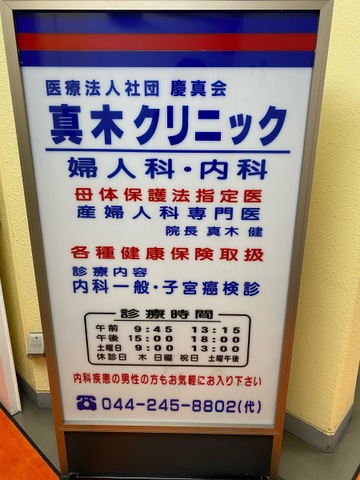 医療法人社団 慶真会
真木クリニック
婦人科・内科
母体保護法指定医
産婦人科専門医
院長 真木 健
各種健康保険取扱
診療内容
内科一般・子宮癌検診
診療時間
午前 9:45 13:15
午後 15:00 18:00
土曜日 9:00 13:00
休診日 木 日曜 祝日 土曜午後
内科疾患の男性の方もお気軽にお入り下さい
☎044-245-8802(代)